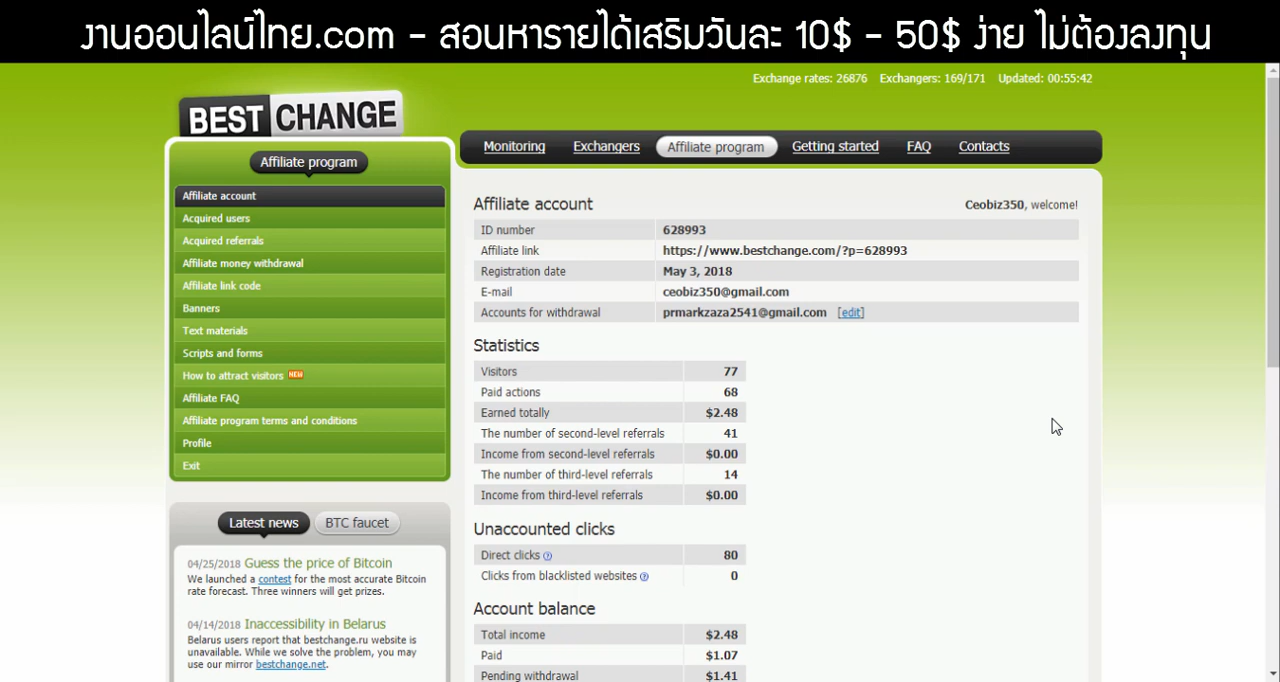 งานออนไลน์ไทย.com - สอนหารายได้เสริมวันละ 10$ - 50$ ง่าย ไม่ต้องลงทุน
Exchange rates: 26876 Exchangers: 169/171 Updated: 00:55:42
BEST CHANGE
Monitoring Exchangers Affiliate program Getting started FAQ Contacts
Affiliate program
Affiliate account
Acquired users
Acquired referrals
Affiliate money withdrawal
Affiliate link code
Banners
Text materials
Scripts and forms
How to attract visitors NEW
Affiliate FAQ
Affiliate program terms and conditions
Profile
Exit
Latest news BTC faucet
04/25/2018 Guess the price of Bitcoin
We launched a contest for the most accurate Bitcoin
rate forecast. Three winners will get prizes.
04/14/2018 Inaccessibility in Belarus
Belarus users report that bestchange.ru website is
unavailable. While we solve the problem, you may
use our mirror bestchange.net.
Affiliate account Ceobiz350, welcome!
ID number 628993
Affiliate link https://www.bestchange.com/?p=628993
Registration date May 3, 2018
E-mail ceobiz350@gmail.com
Accounts for withdrawal prmarkzaza2541@gmail.com [edit]
Statistics
Visitors 77
Paid actions 68
Earned totally $2.48
The number of second-level referrals 41
Income from second-level referrals $0.00
The number of third-level referrals 14
Income from third-level referrals $0.00
Unaccounted clicks
Direct clicks ? 80
Clicks from blacklisted websites ? 0
Account balance
Total income $2.48
Paid $1.07
Pending withdrawal $1.41